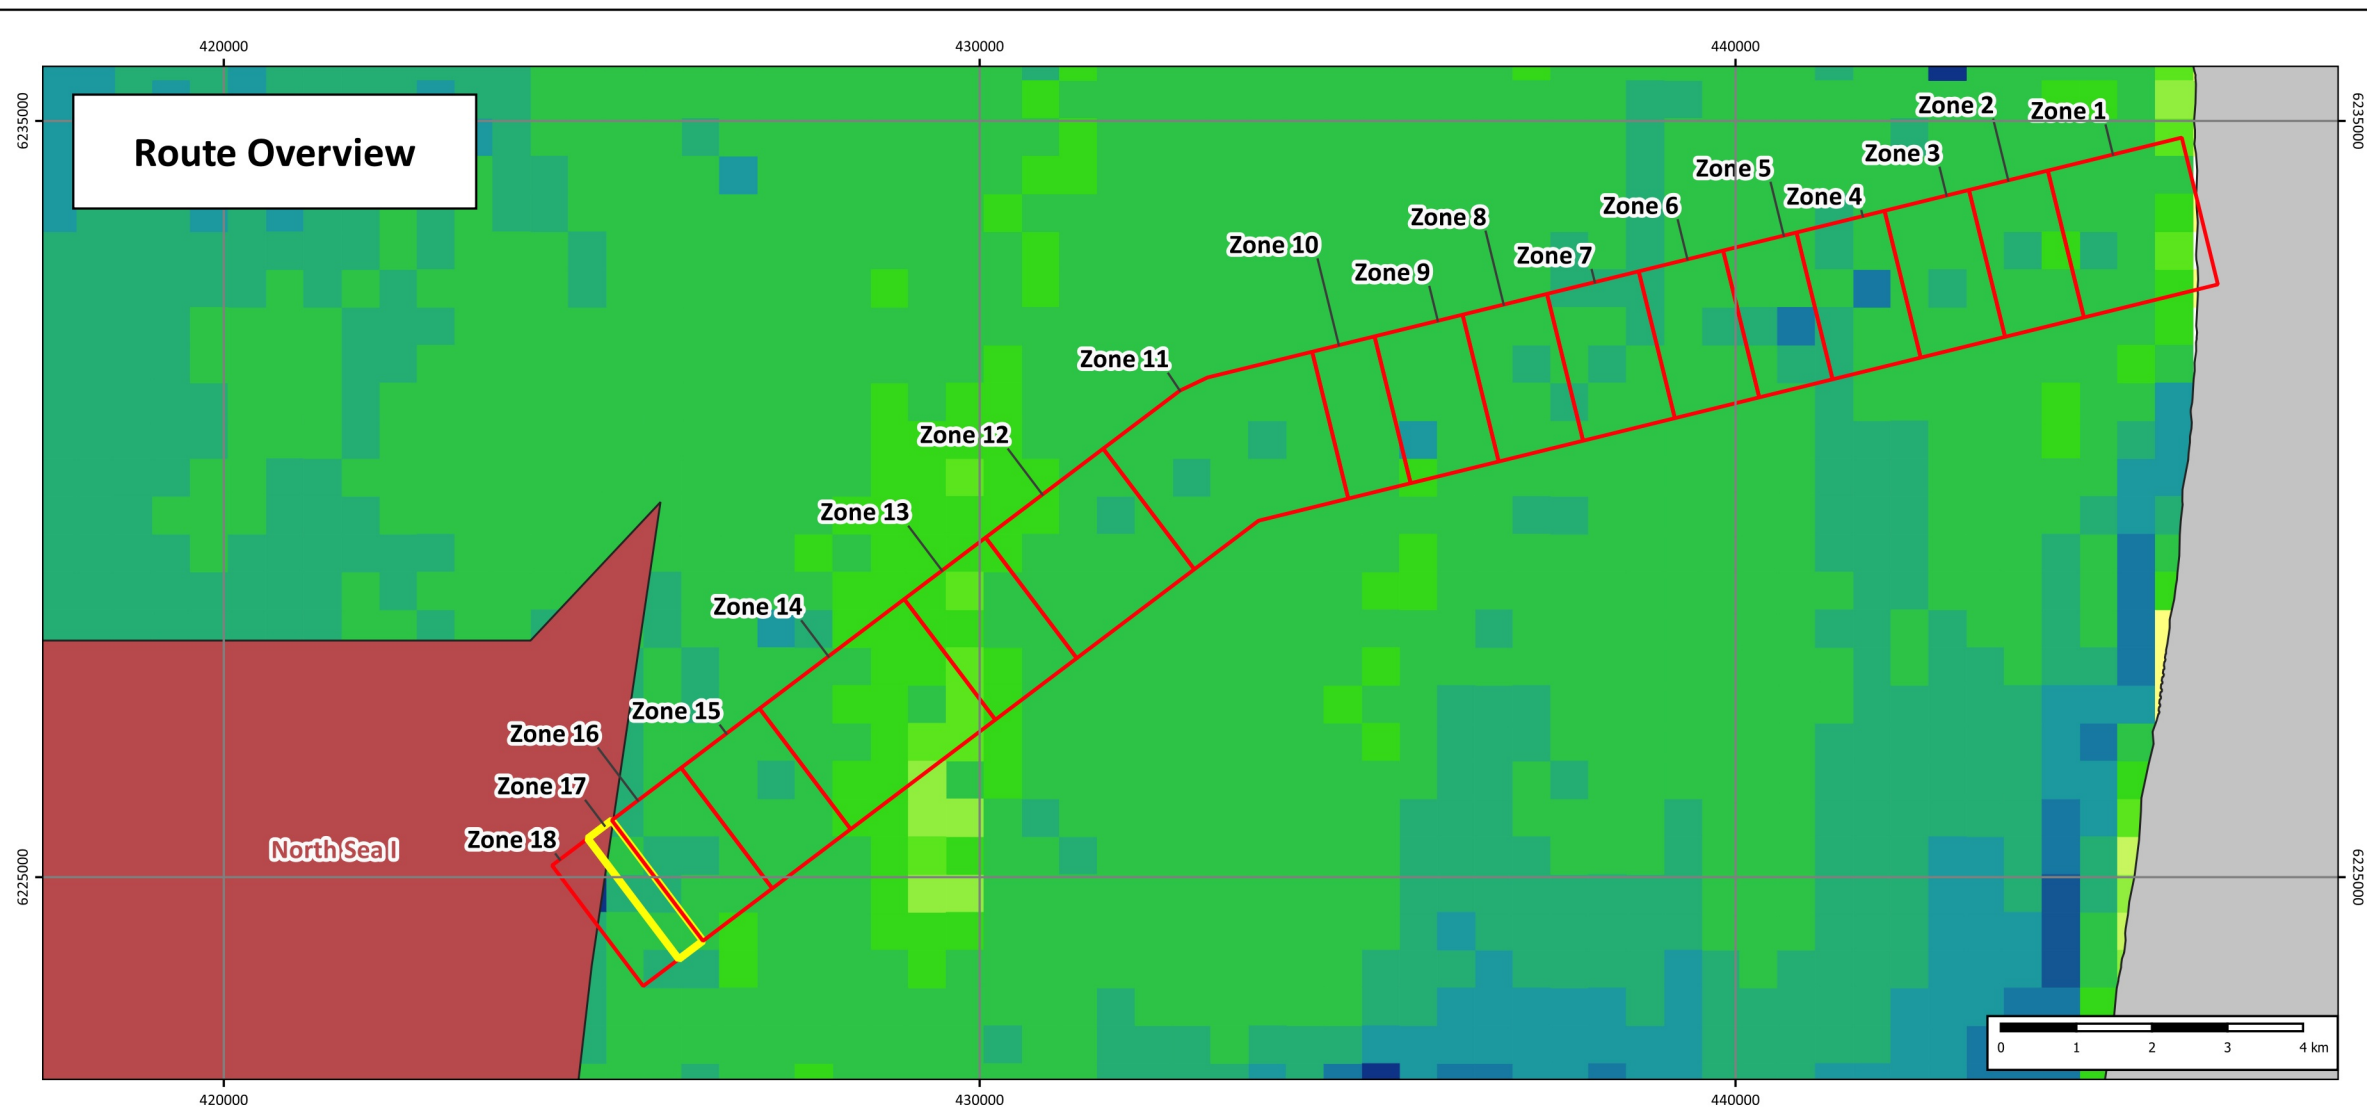 420000
430000
440000
6235000
6235000
Route Overview
Zone 2
Zone 1
Zone 3
Zone 5
Zone 4
Zone 6
Zone 8
Zone 7
Zone 10
Zone 9
Zone 11
Zone 12
Zone 13
Zone 14
Zone 15
Zone 16
Zone 17
Zone 18
North Sea I
6225000
6225000
0 1 2 3 4 km
420000
430000
440000